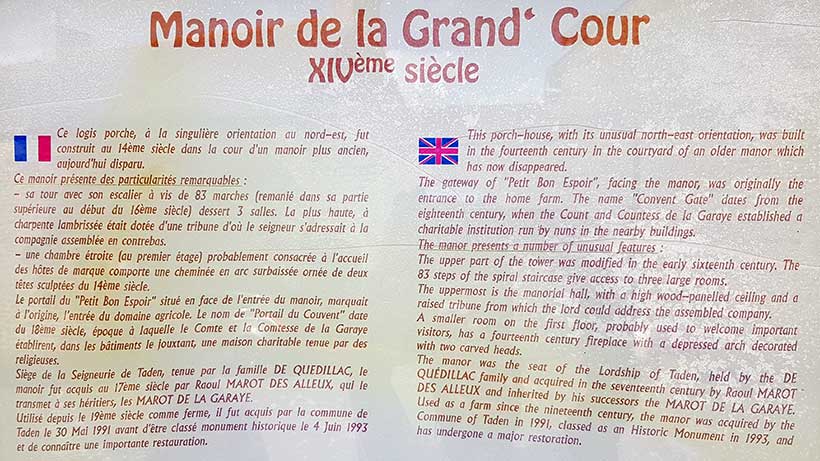 Manoir de la Grand' Cour
XIVème siècle
Ce logis porche, à la singulière orientation au nord-est, fut
construit au 14ème siècle dans la cour d'un manoir plus ancien,
aujourd'hui disparu.
Ce manoir présente des particularités remarquables :
- sa tour avec son escalier à vis de 83 marches (remanié dans sa partie
supérieure au début du 16ème siècle) dessert 3 salles. La plus haute, à
charpente lambrissée était dotée d'une tribune d'où le seigneur s'adressait à la
compagnie assemblée en contrebas.
- une chambre étroite (au premier étage) probablement consacrée à l'accueil
des hôtes de marque comporte une cheminée en arc surbaissée ornée de deux
têtes sculptées du 14ème siècle.
Le portail du "Petit Bon Espoir" situé en face de l'entrée du manoir, marquait
à l'origine, l'entrée du domaine agricole. Le nom de "Portail du Couvent" date
du 18ème siècle, époque à laquelle le Comte et la Comtesse de la Garaye
établirent, dans les bâtiments le jouxtant, une maison charitable tenue par des
religieuses.
Siège de la Seigneurie de Taden, tenue par la famille DE QUEDILLAC, le
manoir fut acquis au 17ème siècle par Raoul MAROT DES ALLEUX, qui le
transmet à ses héritiers, les MAROT DE LA GARAYE.
Utilisé depuis le 19ème siècle comme ferme, il fut acquis par la commune de
Taden le 30 Mai 1991 avant d'être classé monument historique le 4 Juin 1993
et de connaître une importante restauration.
This porch-house, with its unusual north-east orientation, was built
in the fourteenth century in the courtyard of an older manor which
has now disappeared.
The gateway of "Petit Bon Espoir", facing the manor, was originally the
entrance to the home farm. The name "Convent Gate" dates from the
eighteenth century, when the Count and Countess de la Garaye established a
charitable institution run by nuns in the nearby buildings.
The manor presents a number of unusual features :
The upper part of the tower was modified in the early sixteenth century. The
83 steps of the spiral staircase give access to three large rooms.
The uppermost is the manorial hall, with a high wood-panelled ceiling and a
raised tribune from which the lord could address the assembled company.
A smaller room on the first floor, probably used to welcome important
visitors, has a fourteenth century fireplace with a depressed arch decorated
with two carved heads.
The manor was the seat of the Lordship of Taden, held by the DE
QUÉDILLAC family and acquired in the seventeenth century by Raoul MAROT
DES ALLEUX and inherited by his successors the MAROT DE LA GARAYE.
Used as a farm since the nineteenth century, the manor was acquired by the
Commune of Taden in 1991, classed as an Historic Monument in 1993, and
has undergone a major restoration.